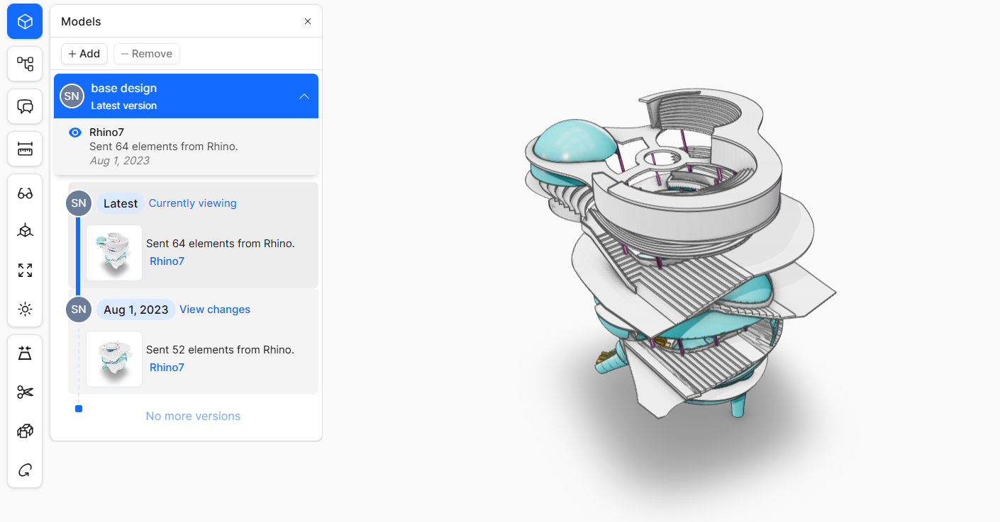 Models
+ Add
— Remove
SN
base design
Latest version
Rhino7
Sent 64 elements from Rhino.
Aug 1, 2023
SN
Latest
Currently viewing
Sent 64 elements from Rhino.
Rhino7
SN
Aug 1, 2023
View changes
Sent 52 elements from Rhino.
Rhino7
No more versions